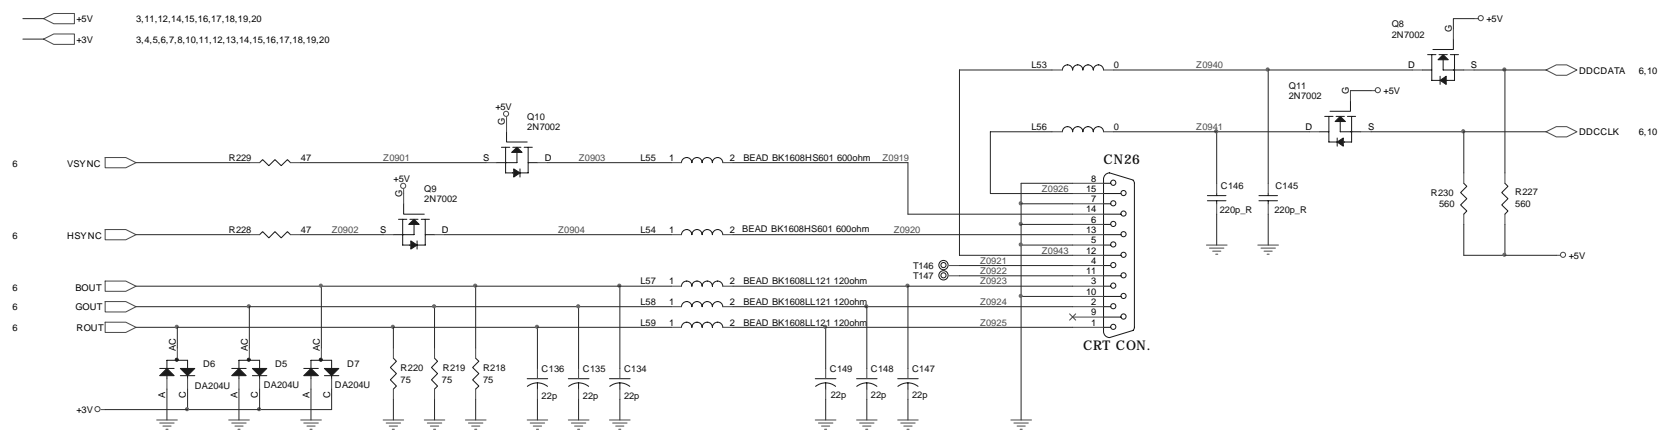 +5V 3,11,12,14,15,16,17,18,19,20
+3V 3,4,5,6,7,8,10,11,12,13,14,15,16,17,18,19,20
Q8
2N7002
G
+5V
L53 0 Z0940 D S DDCDATA 6,10
Q11
2N7002
G
+5V
L56 0 Z0941 D S DDCCLK 6,10
+5V
G
Q10
2N7002
6 VSYNC R229 47 Z0901 S D Z0903 L55 1 2 BEAD BK1608HS601 600ohm Z0919
+5V
G
Q9
2N7002
6 HSYNC R228 47 Z0902 S D Z0904 L54 1 2 BEAD BK1608HS601 600ohm Z0920
CN26
8
Z0926 15
7
14
6
13
5
Z0943 12
T146 Z0921 4
T147 Z0922 11
6 BOUT L57 1 2 BEAD BK1608LL121 120ohm Z0923 3
10
6 GOUT L58 1 2 BEAD BK1608LL121 120ohm Z0924 2
9
6 ROUT L59 1 2 BEAD BK1608LL121 120ohm Z0925 1
CRT CON.
C146
220p_R
C145
220p_R
R230
560
R227
560
+5V
AC AC AC
D6 D5 D7
DA204U DA204U DA204U
A C A C A C
+3V
R220
75
R219
75
R218
75
C136
22p
C135
22p
C134
22p
C149
22p
C148
22p
C147
22p